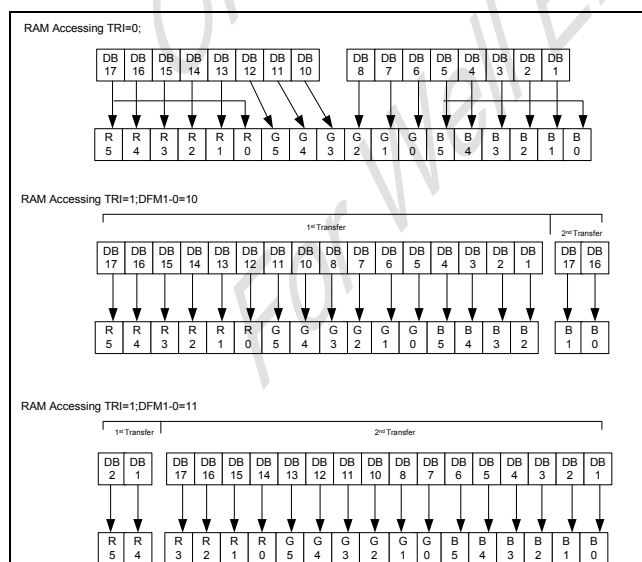 RAM Accessing TRI=0;
DB 17 DB 16 DB 15 DB 14 DB 13 DB 12 DB 11 DB 10 DB 8 DB 7 DB 6 DB 5 DB 4 DB 3 DB 2 DB 1
R 5 R 4 R 3 R 2 R 1 R 0 G 5 G 4 G 3 G 2 G 1 G 0 B 5 B 4 B 3 B 2 B 1 B 0
RAM Accessing TRI=1;DFM1-0=10
1st Transfer 2nd Transfer
DB 17 DB 16 DB 15 DB 14 DB 13 DB 12 DB 11 DB 10 DB 8 DB 7 DB 6 DB 5 DB 4 DB 3 DB 2 DB 1 DB 17 DB 16
R 5 R 4 R 3 R 2 R 1 R 0 G 5 G 4 G 3 G 2 G 1 G 0 B 5 B 4 B 3 B 2 B 1 B 0
RAM Accessing TRI=1;DFM1-0=11
1st Transfer 2nd Transfer
DB 2 DB 1 DB 17 DB 16 DB 15 DB 14 DB 13 DB 12 DB 11 DB 10 DB 8 DB 7 DB 6 DB 5 DB 4 DB 3 DB 2 DB 1
R 5 R 4 R 3 R 2 R 1 R 0 G 5 G 4 G 3 G 2 G 1 G 0 B 5 B 4 B 3 B 2 B 1 B 0
For Well